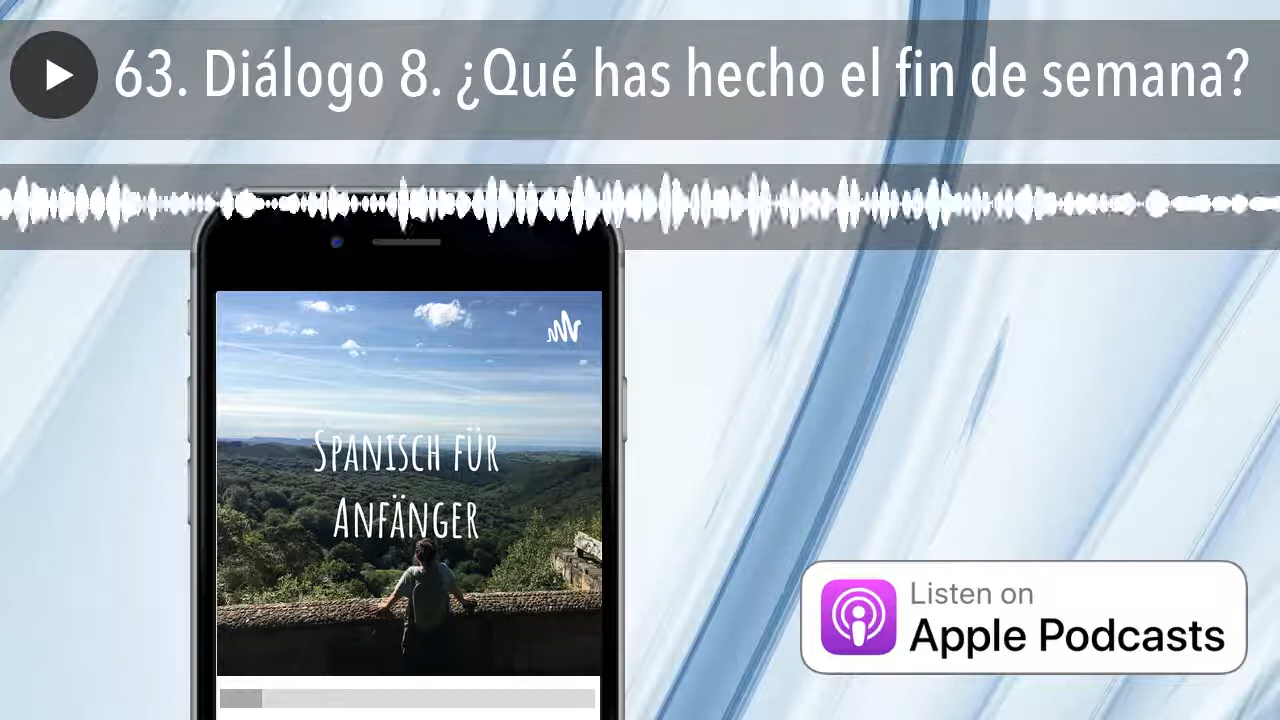 63. Diálogo 8. ¿Qué has hecho el fin de semana?
SPANISCH FÜR
ANFÄNGER
Listen on
Apple Podcasts